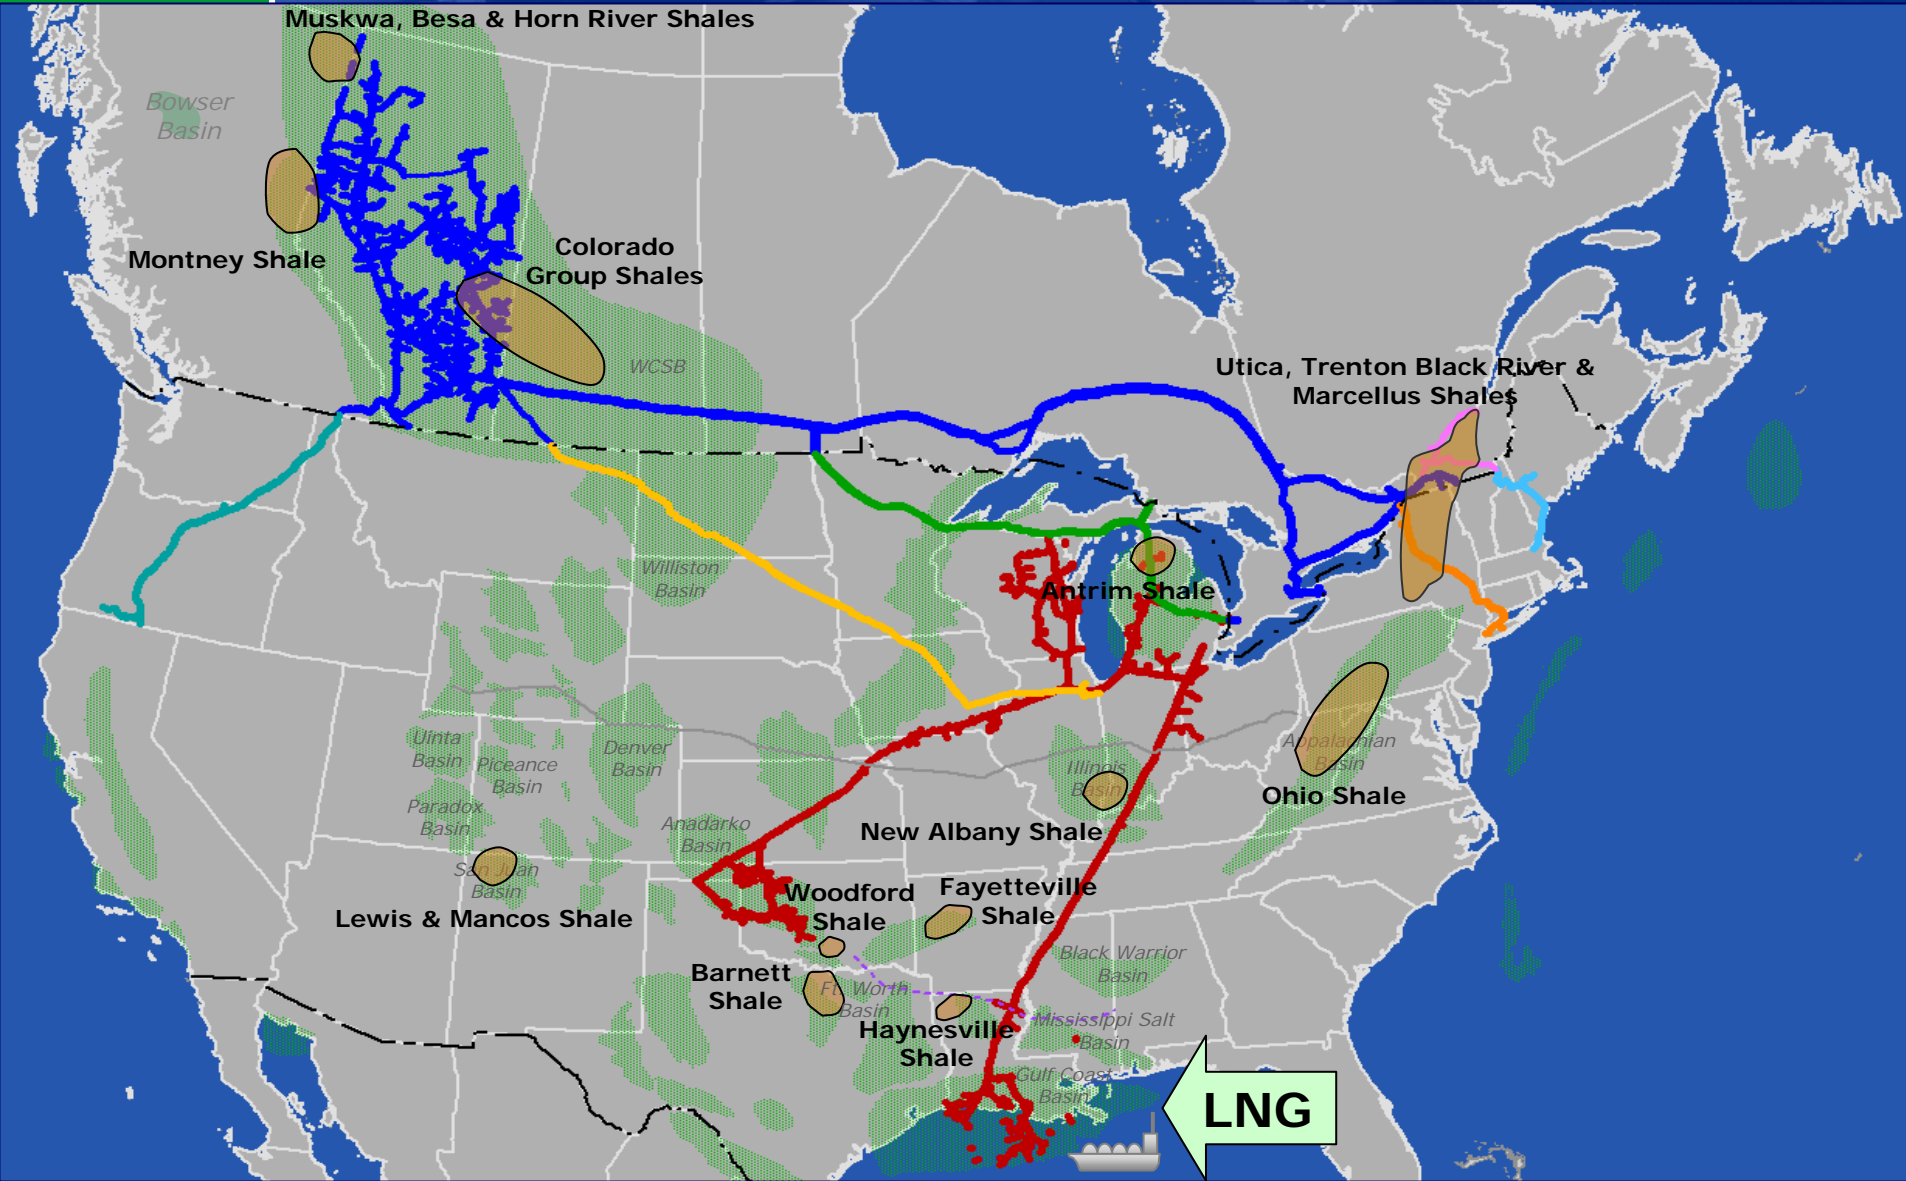 Muskwa, Besa & Horn River Shales
Bowser
Basin
Montney Shale
Colorado
Group Shales
WCSB
Utica, Trenton Black River &
Marcellus Shales
Williston
Basin
Antrim Shale
Uinta
Basin
Piceance
Basin
Denver
Basin
Paradox
Basin
Anadarko
Basin
Illinois
Basin
Appalachian
Basin
Ohio Shale
New Albany Shale
San Juan
Basin
Lewis & Mancos Shale
Woodford
Shale
Fayetteville
Shale
Black Warrior
Basin
Barnett
Shale
Ft. Worth
Basin
Haynesville
Shale
Mississippi Salt
Basin
Gulf Coast
Basin
LNG